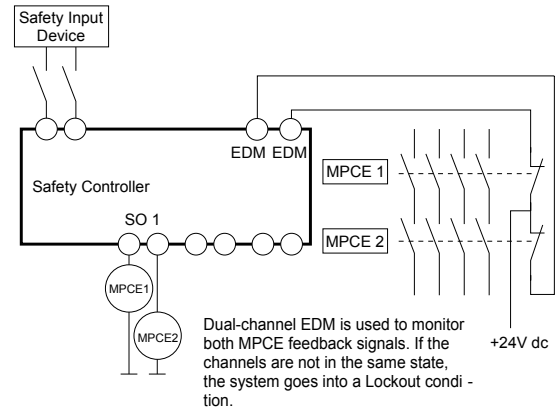 Safety Input
Device
EDM EDM
Safety Controller
SO 1
MPCE 1
MPCE 2
MPCE1
MPCE2
Dual-channel EDM is used to monitor
both MPCE feedback signals. If the
channels are not in the same state,
the system goes into a Lockout condi -
tion.
+24V dc